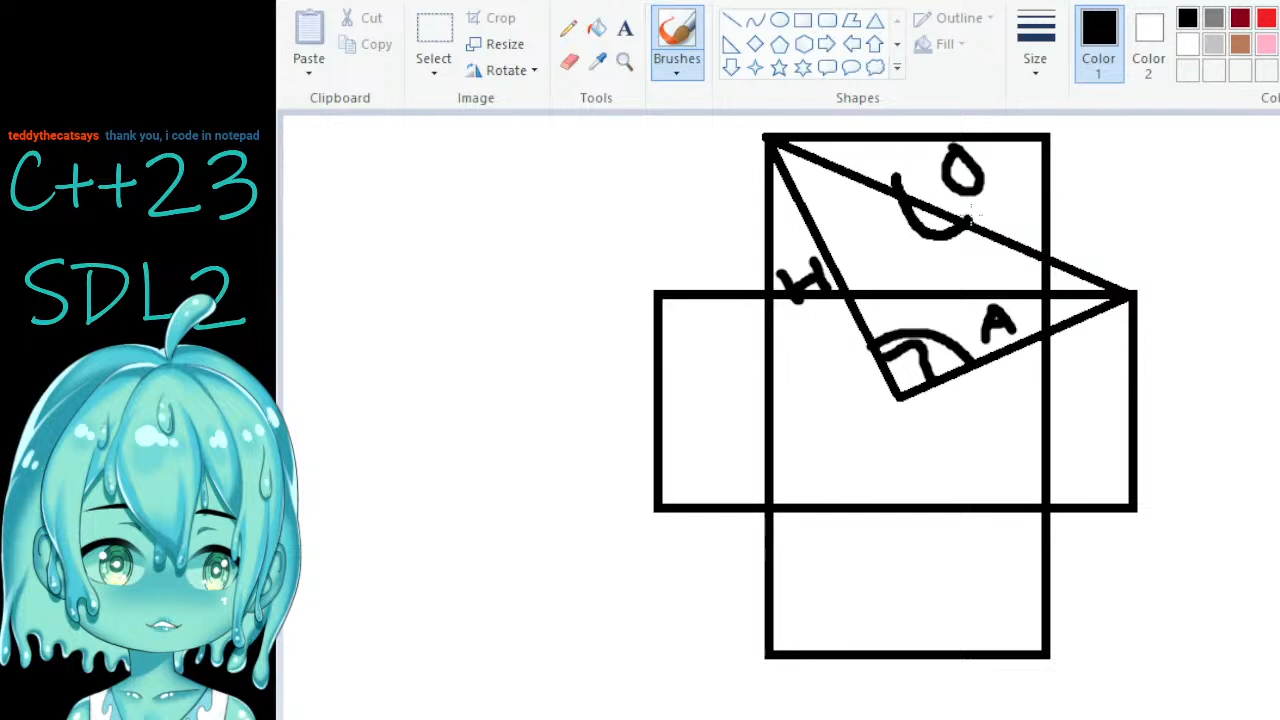 Cut
Copy
Paste
Clipboard
Select
Crop
Resize
Rotate
Image
Tools
A
Brushes
Shapes
Outline
Fill
Size
Color
1
Color
2
Col
teddythecatsays thank you, i code in notepad
C++23
SDL2
O
H
A